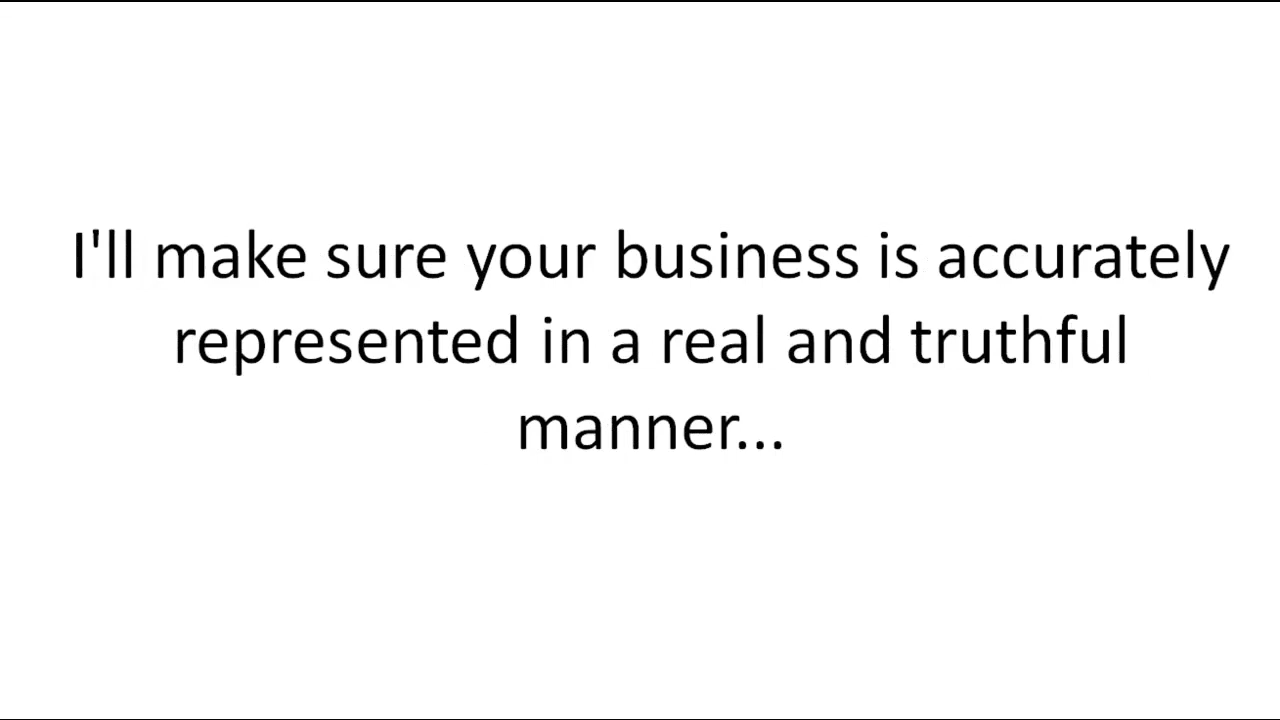 I'll make sure your business is accurately
represented in a real and truthful
manner...